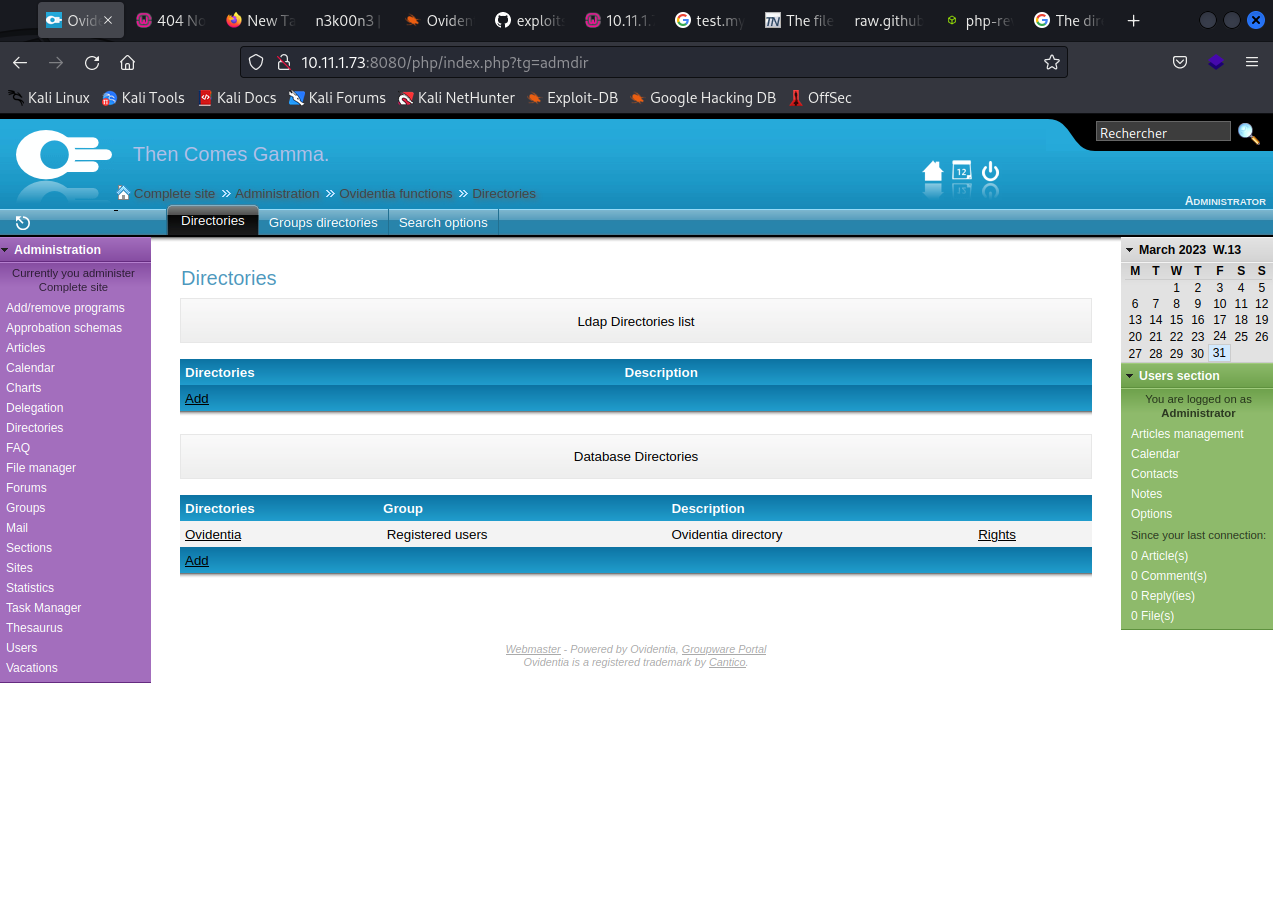 Ovid
404 No
New Ta
n3k00n3 |
Oviden
exploit
10.11.1.
test.my
The file
raw.github
php-re
The dir
10.11.1.73:8080/php/index.php?tg=admdir
Kali Linux Kali Tools Kali Docs Kali Forums Kali NetHunter Exploit-DB Google Hacking DB OffSec
Rechercher
Then Comes Gamma.
12
Complete site » Administration » Ovidentia functions » Directories
ADMINISTRATOR
Directories Groups directories Search options
Administration
Currently you administer
Complete site
Add/remove programs
Approbation schemas
Articles
Calendar
Charts
Delegation
Directories
FAQ
File manager
Forums
Groups
Mail
Sections
Sites
Statistics
Task Manager
Thesaurus
Users
Vacations
Directories
Ldap Directories list
Directories Description
Add
Database Directories
Directories Group Description
Ovidentia Registered users Ovidentia directory Rights
Add
Webmaster - Powered by Ovidentia, Groupware Portal
Ovidentia is a registered trademark by Cantico.
March 2023 W.13
M T W T F S S
1 2 3 4 5
6 7 8 9 10 11 12
13 14 15 16 17 18 19
20 21 22 23 24 25 26
27 28 29 30 31
Users section
You are logged on as
Administrator
Articles management
Calendar
Contacts
Notes
Options
Since your last connection:
0 Article(s)
0 Comment(s)
0 Reply(ies)
0 File(s)